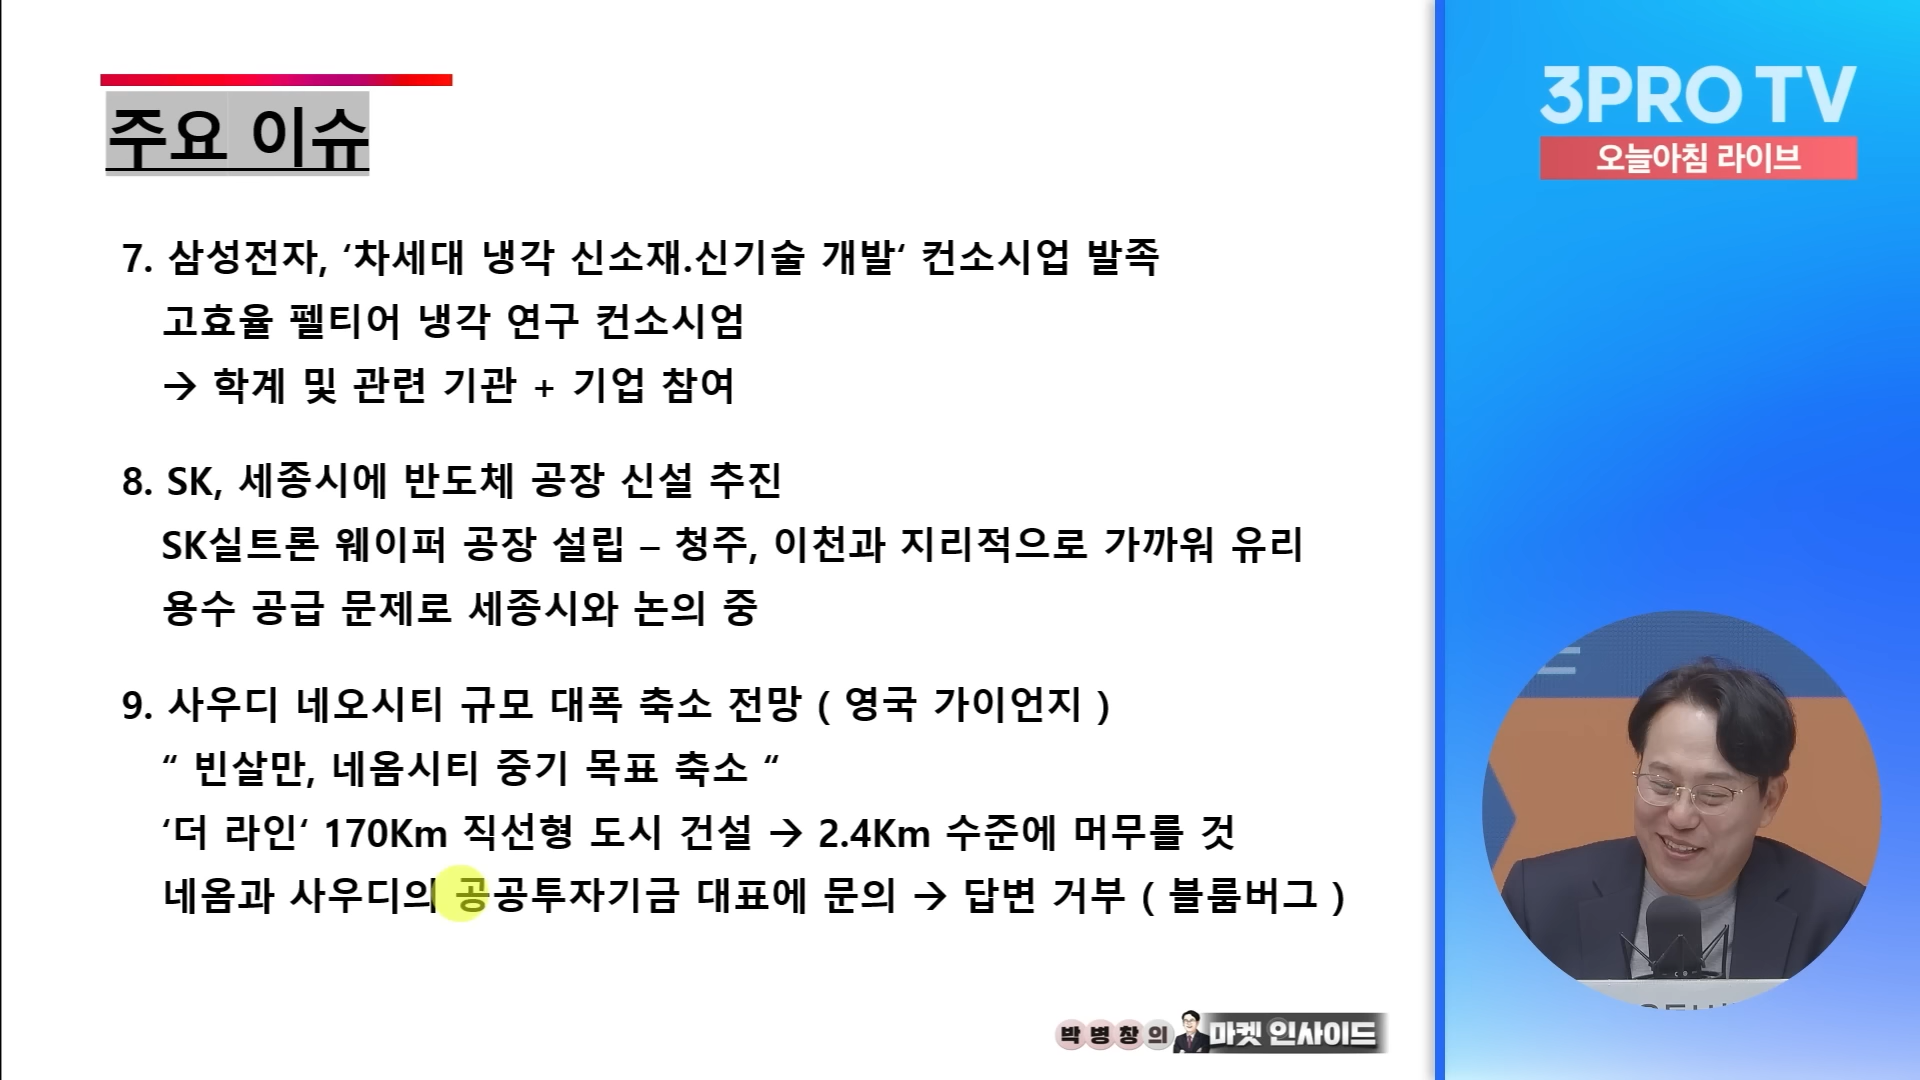 주요 이슈
7. 삼성전자, ‘차세대 냉각 신소재.신기술 개발‘ 컨소시업 발족
고효율 펠티어 냉각 연구 컨소시엄
→ 학계 및 관련 기관 + 기업 참여
8. SK, 세종시에 반도체 공장 신설 추진
SK실트론 웨이퍼 공장 설립 – 청주, 이천과 지리적으로 가까워 유리
용수 공급 문제로 세종시와 논의 중
9. 사우디 네오시티 규모 대폭 축소 전망 ( 영국 가이언지 )
“ 빈살만, 네옴시티 중기 목표 축소 “
‘더 라인‘ 170Km 직선형 도시 건설 → 2.4Km 수준에 머무를 것
네옴과 사우디의 공공투자기금 대표에 문의 → 답변 거부 ( 블룸버그 )
박병창의 마켓 인사이드
3PRO TV
오늘아침 라이브